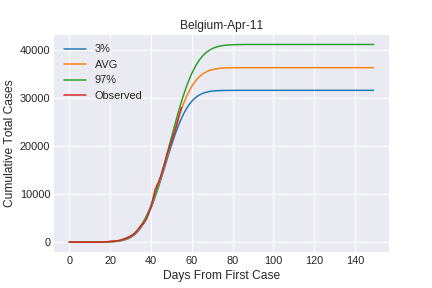 Belgium-Apr-11
3%
AVG
97%
Observed
Cumulative Total Cases
40000
30000
20000
10000
0
0 20 40 60 80 100 120 140
Days From First Case